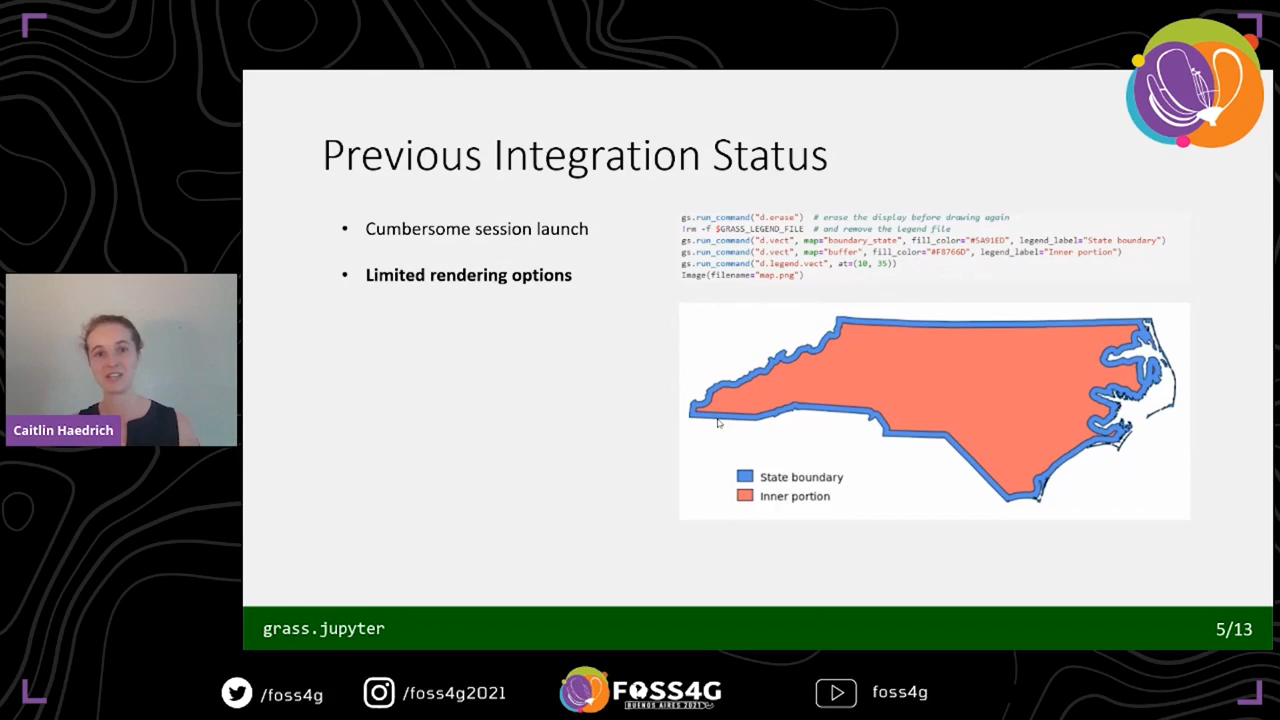 Previous Integration Status
• Cumbersome session launch
• Limited rendering options
gs.run_command("d.erase")  # erase the display before drawing again
!rm -f $GRASS_LEGEND_FILE  # and remove the legend file
gs.run_command("d.vect", map="boundary_state", fill_color="#5A91ED", legend_label="State boundary")
gs.run_command("d.vect", map="buffer", fill_color="#F8766D", legend_label="Inner portion")
gs.run_command("d.legend.vect", at=(10, 35))
Image(filename="map.png")
State boundary
Inner portion
Caitlin Haedrich
grass.jupyter
5/13
/foss4g
/foss4g2021
FOSS4G
BUENOS AIRES 2021
foss4g